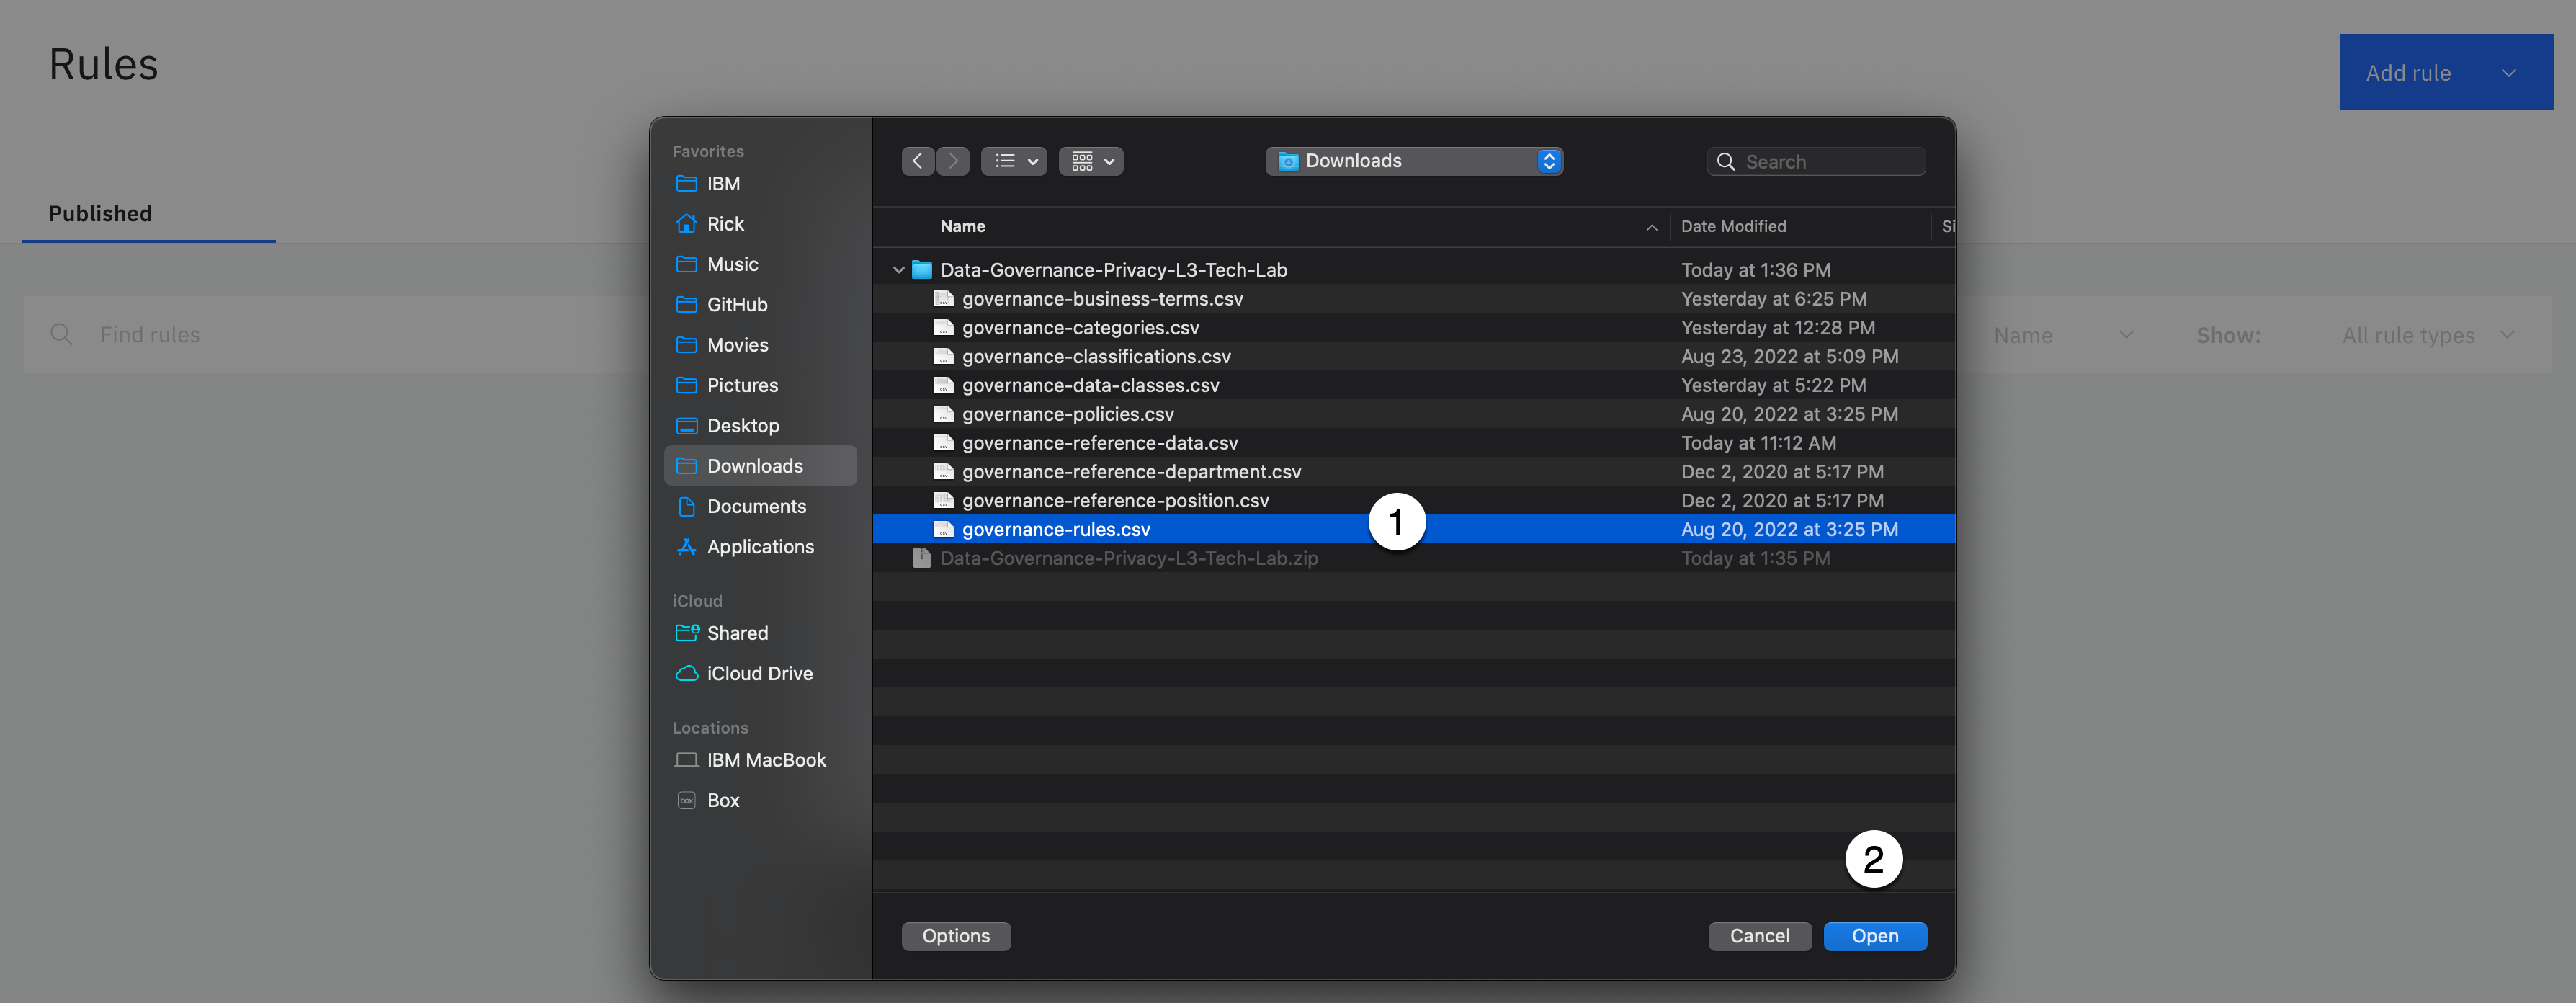 Rules
Add rule
Published
Find rules
Name
Show:
All rule types
Favorites
IBM
Rick
Music
GitHub
Movies
Pictures
Desktop
Downloads
Documents
Applications
iCloud
Shared
iCloud Drive
Locations
IBM MacBook
Box
box
Downloads
Search
Name Date Modified Si
Data-Governance-Privacy-L3-Tech-Lab Today at 1:36 PM
governance-business-terms.csv Yesterday at 6:25 PM
governance-categories.csv Yesterday at 12:28 PM
governance-classifications.csv Aug 23, 2022 at 5:09 PM
governance-data-classes.csv Yesterday at 5:22 PM
governance-policies.csv Aug 20, 2022 at 3:25 PM
governance-reference-data.csv Today at 11:12 AM
governance-reference-department.csv Dec 2, 2020 at 5:17 PM
governance-reference-position.csv Dec 2, 2020 at 5:17 PM
governance-rules.csv 1 Aug 20, 2022 at 3:25 PM
Data-Governance-Privacy-L3-Tech-Lab.zip Today at 1:35 PM
2
Options Cancel Open